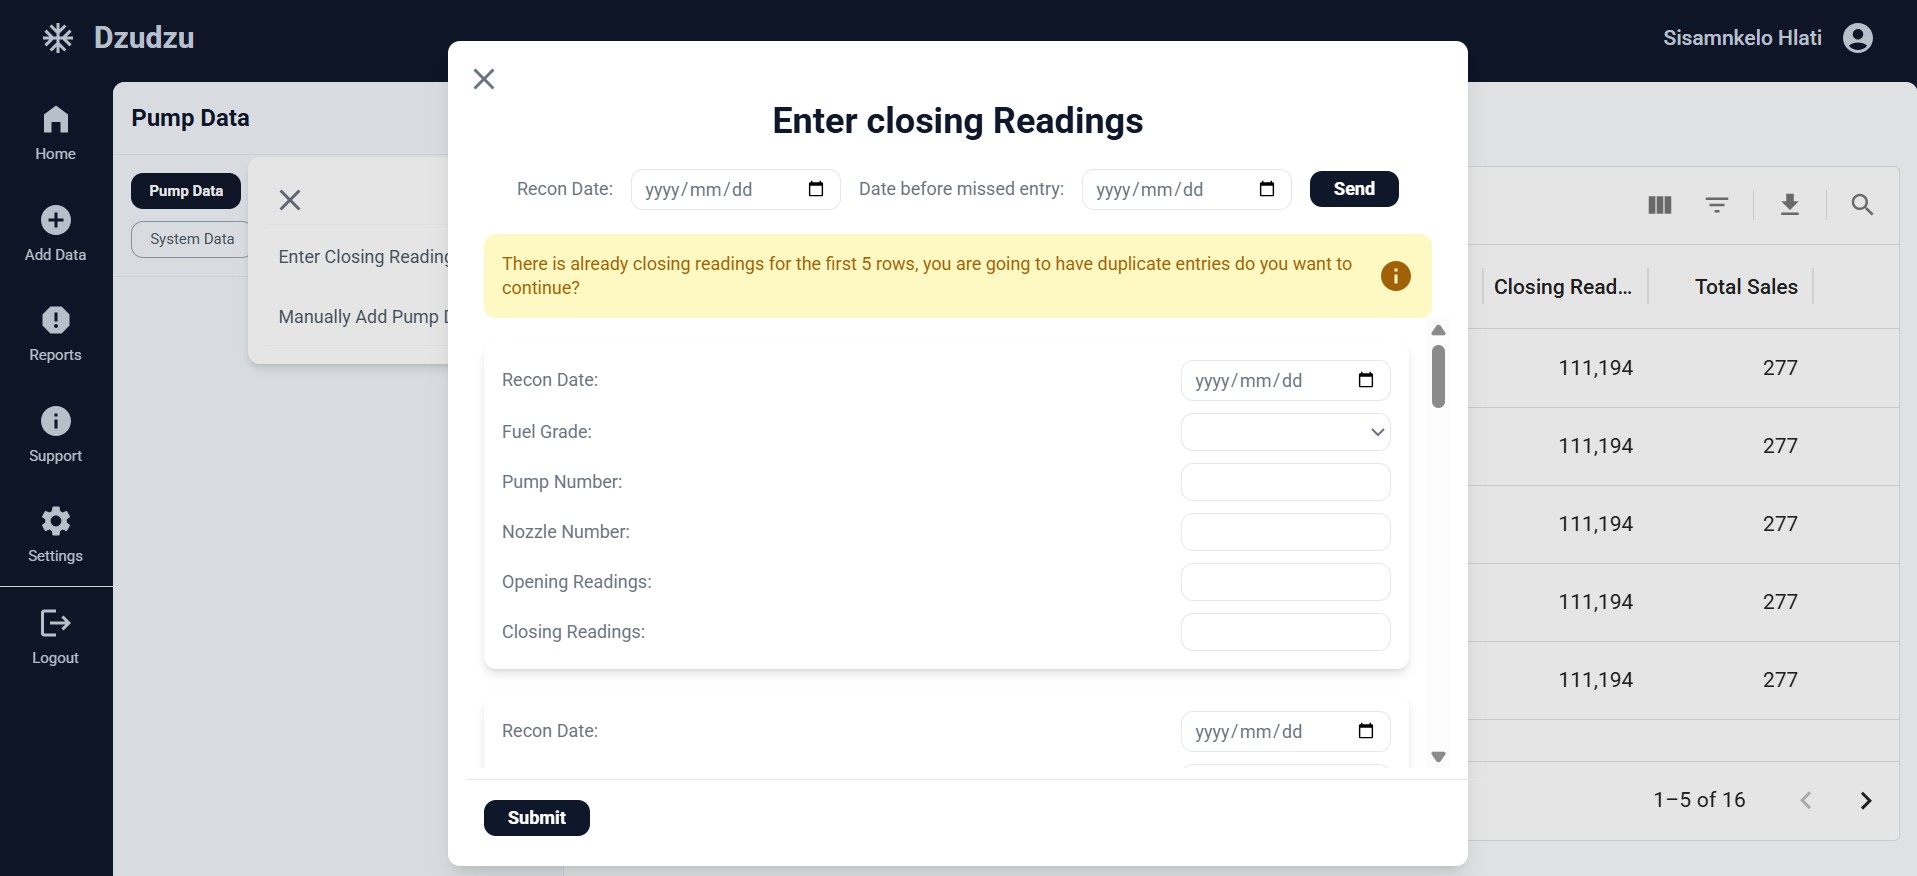 Dzudzu
Sisamnkelo Hlati
Home
Add Data
Reports
Support
Settings
Logout
Pump Data
Pump Data
System Data
Enter Closing Reading
Manually Add Pump
Enter closing Readings
Recon Date: yyyy/mm/dd Date before missed entry: yyyy/mm/dd Send
There is already closing readings for the first 5 rows, you are going to have duplicate entries do you want to
continue?
Recon Date: yyyy/mm/dd
Fuel Grade:
Pump Number:
Nozzle Number:
Opening Readings:
Closing Readings:
Recon Date: yyyy/mm/dd
Submit
Closing Read... Total Sales
111,194 277
111,194 277
111,194 277
111,194 277
111,194 277
1–5 of 16